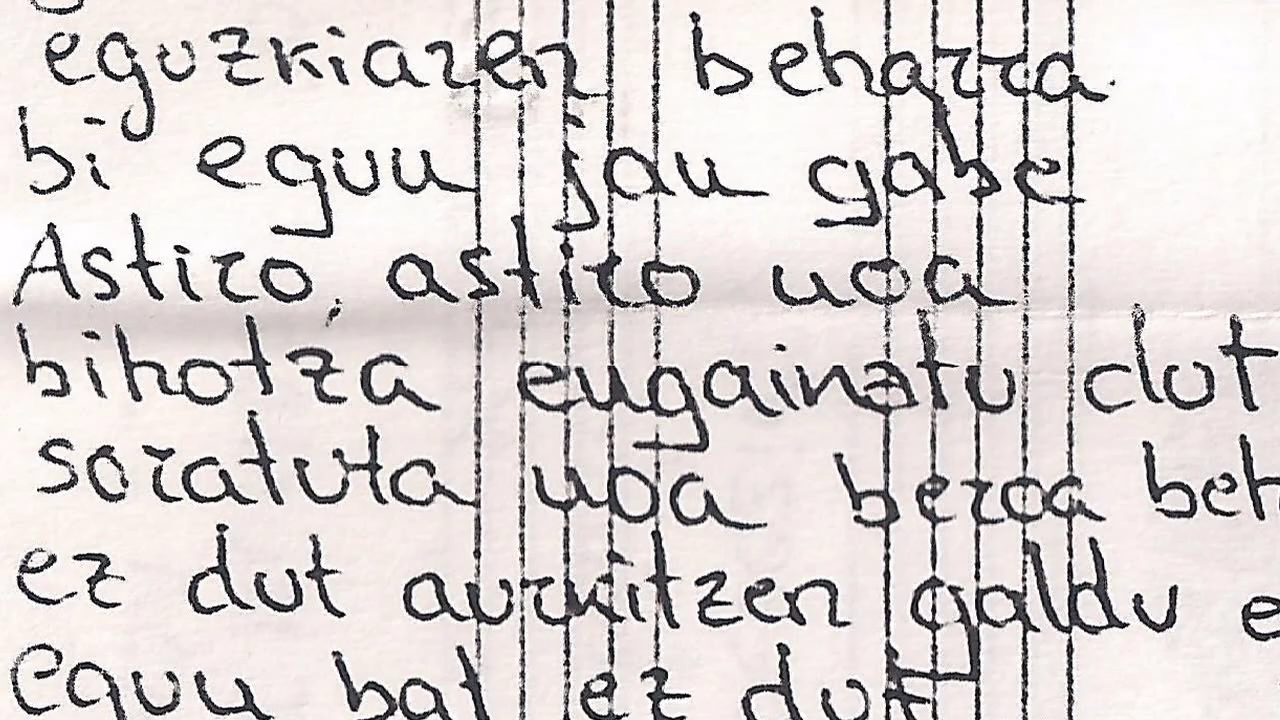 eguzkiaren beharra
bi egun jan gabe
Astiro, astiro noa
bihotza engainatu dut
soratuta noa beroa beh
ez dut aurkitzen galdu e
egun bat ez dut